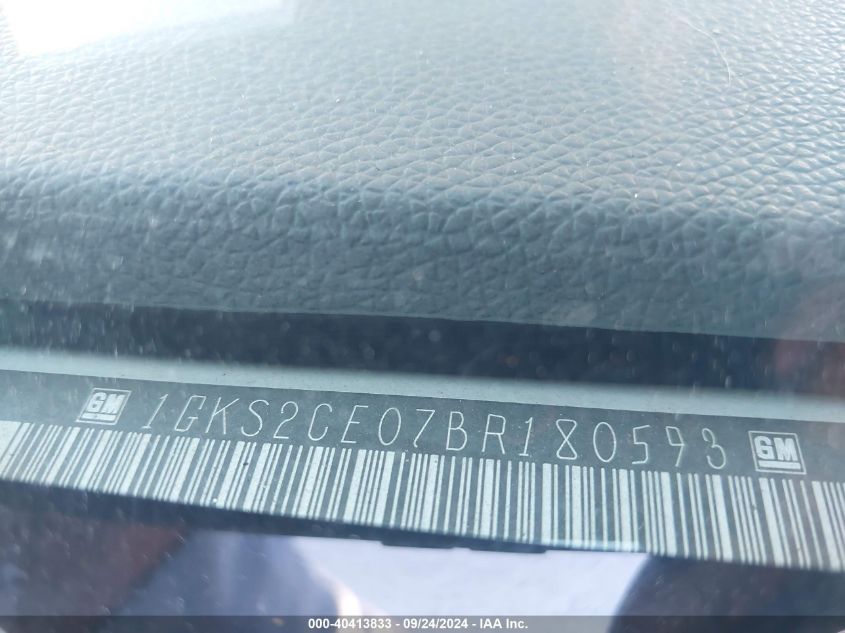 GM 1GKS2CE07BR180593 GM
000-40413833 / 09/24/2024 - IAA Inc.